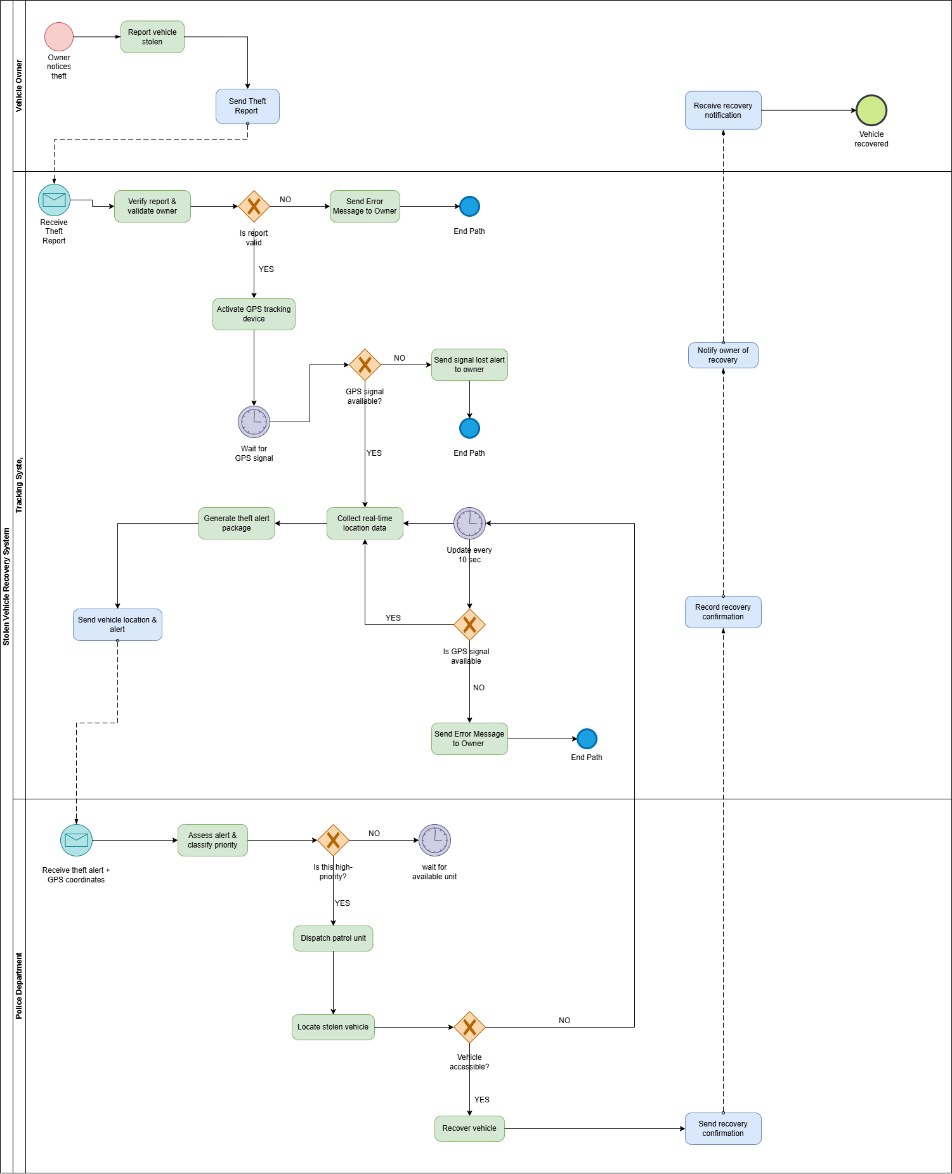 Stolen Vehicle Recovery System
Vehicle Owner
Owner
notices
theft
Report vehicle
stolen
Send Theft
Report
Receive recovery
notification
Vehicle
recovered
Tracking Syste,
Receive
Theft
Report
Verify report &
validate owner
Is report
valid
NO
Send Error
Message to Owner
End Path
YES
Activate GPS tracking
device
Wait for
GPS signal
GPS signal
available?
NO
Send signal lost alert
to owner
End Path
YES
Notify owner of
recovery
Generate theft alert
package
Collect real-time
location data
Update every
10 sec
Send vehicle location &
alert
YES
Is GPS signal
available
NO
Send Error Message
to Owner
End Path
Record recovery
confirmation
Police Department
Receive theft alert +
GPS coordinates
Assess alert &
classify priority
Is this high-
priority?
NO
wait for
available unit
YES
Dispatch patrol unit
Locate stolen vehicle
Vehicle
accessible?
NO
YES
Recover vehicle
Send recovery
confirmation